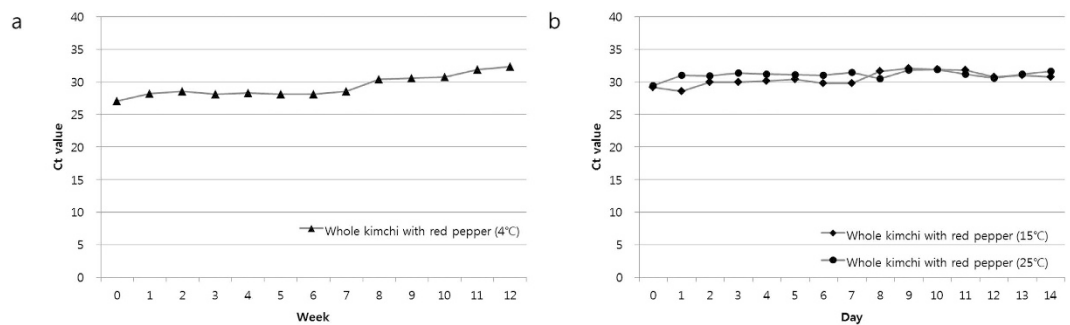 a
40
35
30
25
20
15
10
5
0
Ct value
Whole kimchi with red pepper (4℃)
0 1 2 3 4 5 6 7 8 9 10 11 12
Week
b
40
35
30
25
20
15
10
5
0
Ct value
Whole kimchi with red pepper (15℃)
Whole kimchi with red pepper (25℃)
0 1 2 3 4 5 6 7 8 9 10 11 12 13 14
Day